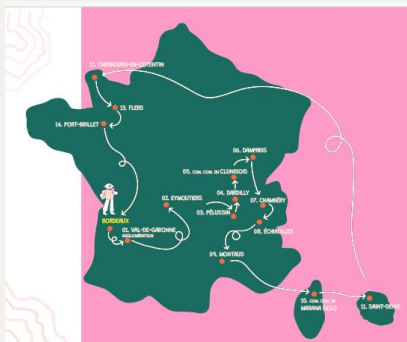 12. CHERBOURG-EN-COTENTIN
13. FLERS
14. PORT-BRILLET
06. DAMPARIS
05. COM. COM. DU CLUNISOIS
04. DARDILLY
02. EYMOUTIERS
03. PÉLUSSIN
07. CHAMBÉRY
BORDEAUX
01. VAL-DE-GARONNE
AGGLOMÉRATION
08. ÉCHIROLLES
09. MONTAUD
10. COM. COM. DE
MARANA GOLO
11. SAINT-DENIS